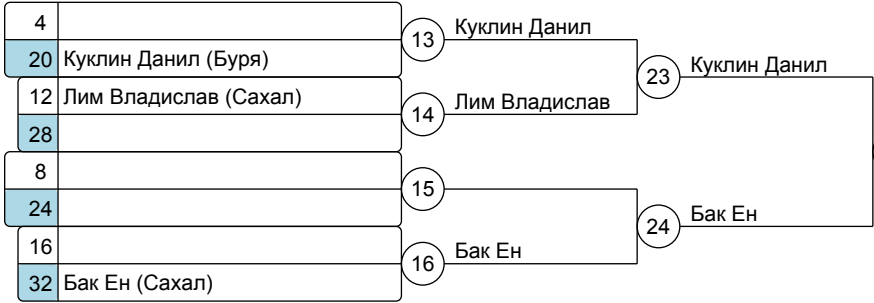 4
20 Куклин Данил (Буря)
13 Куклин Данил
12 Лим Владислав (Сахал)
28
14 Лим Владислав
23 Куклин Данил
8
24
15
16
32 Бак Ен (Сахал)
16 Бак Ен
24 Бак Ен